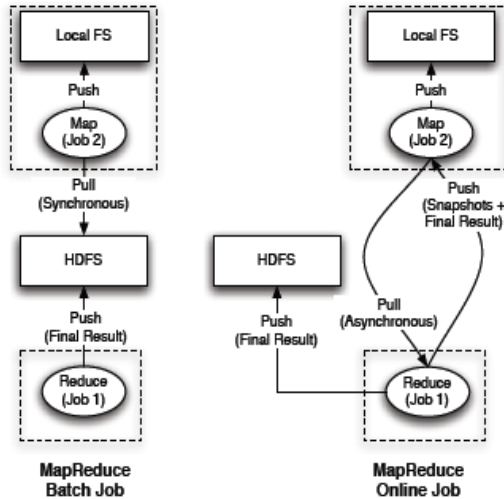 Local FS
Push
Map
(Job 2)
Pull
(Synchronous)
HDFS
Push
(Final Result)
Reduce
(Job 1)
MapReduce
Batch Job
Local FS
Push
Map
(Job 2)
Push
(Snapshots +
Final Result)
HDFS
Pull
(Asynchronous)
Push
(Final Result)
Reduce
(Job 1)
MapReduce
Online Job